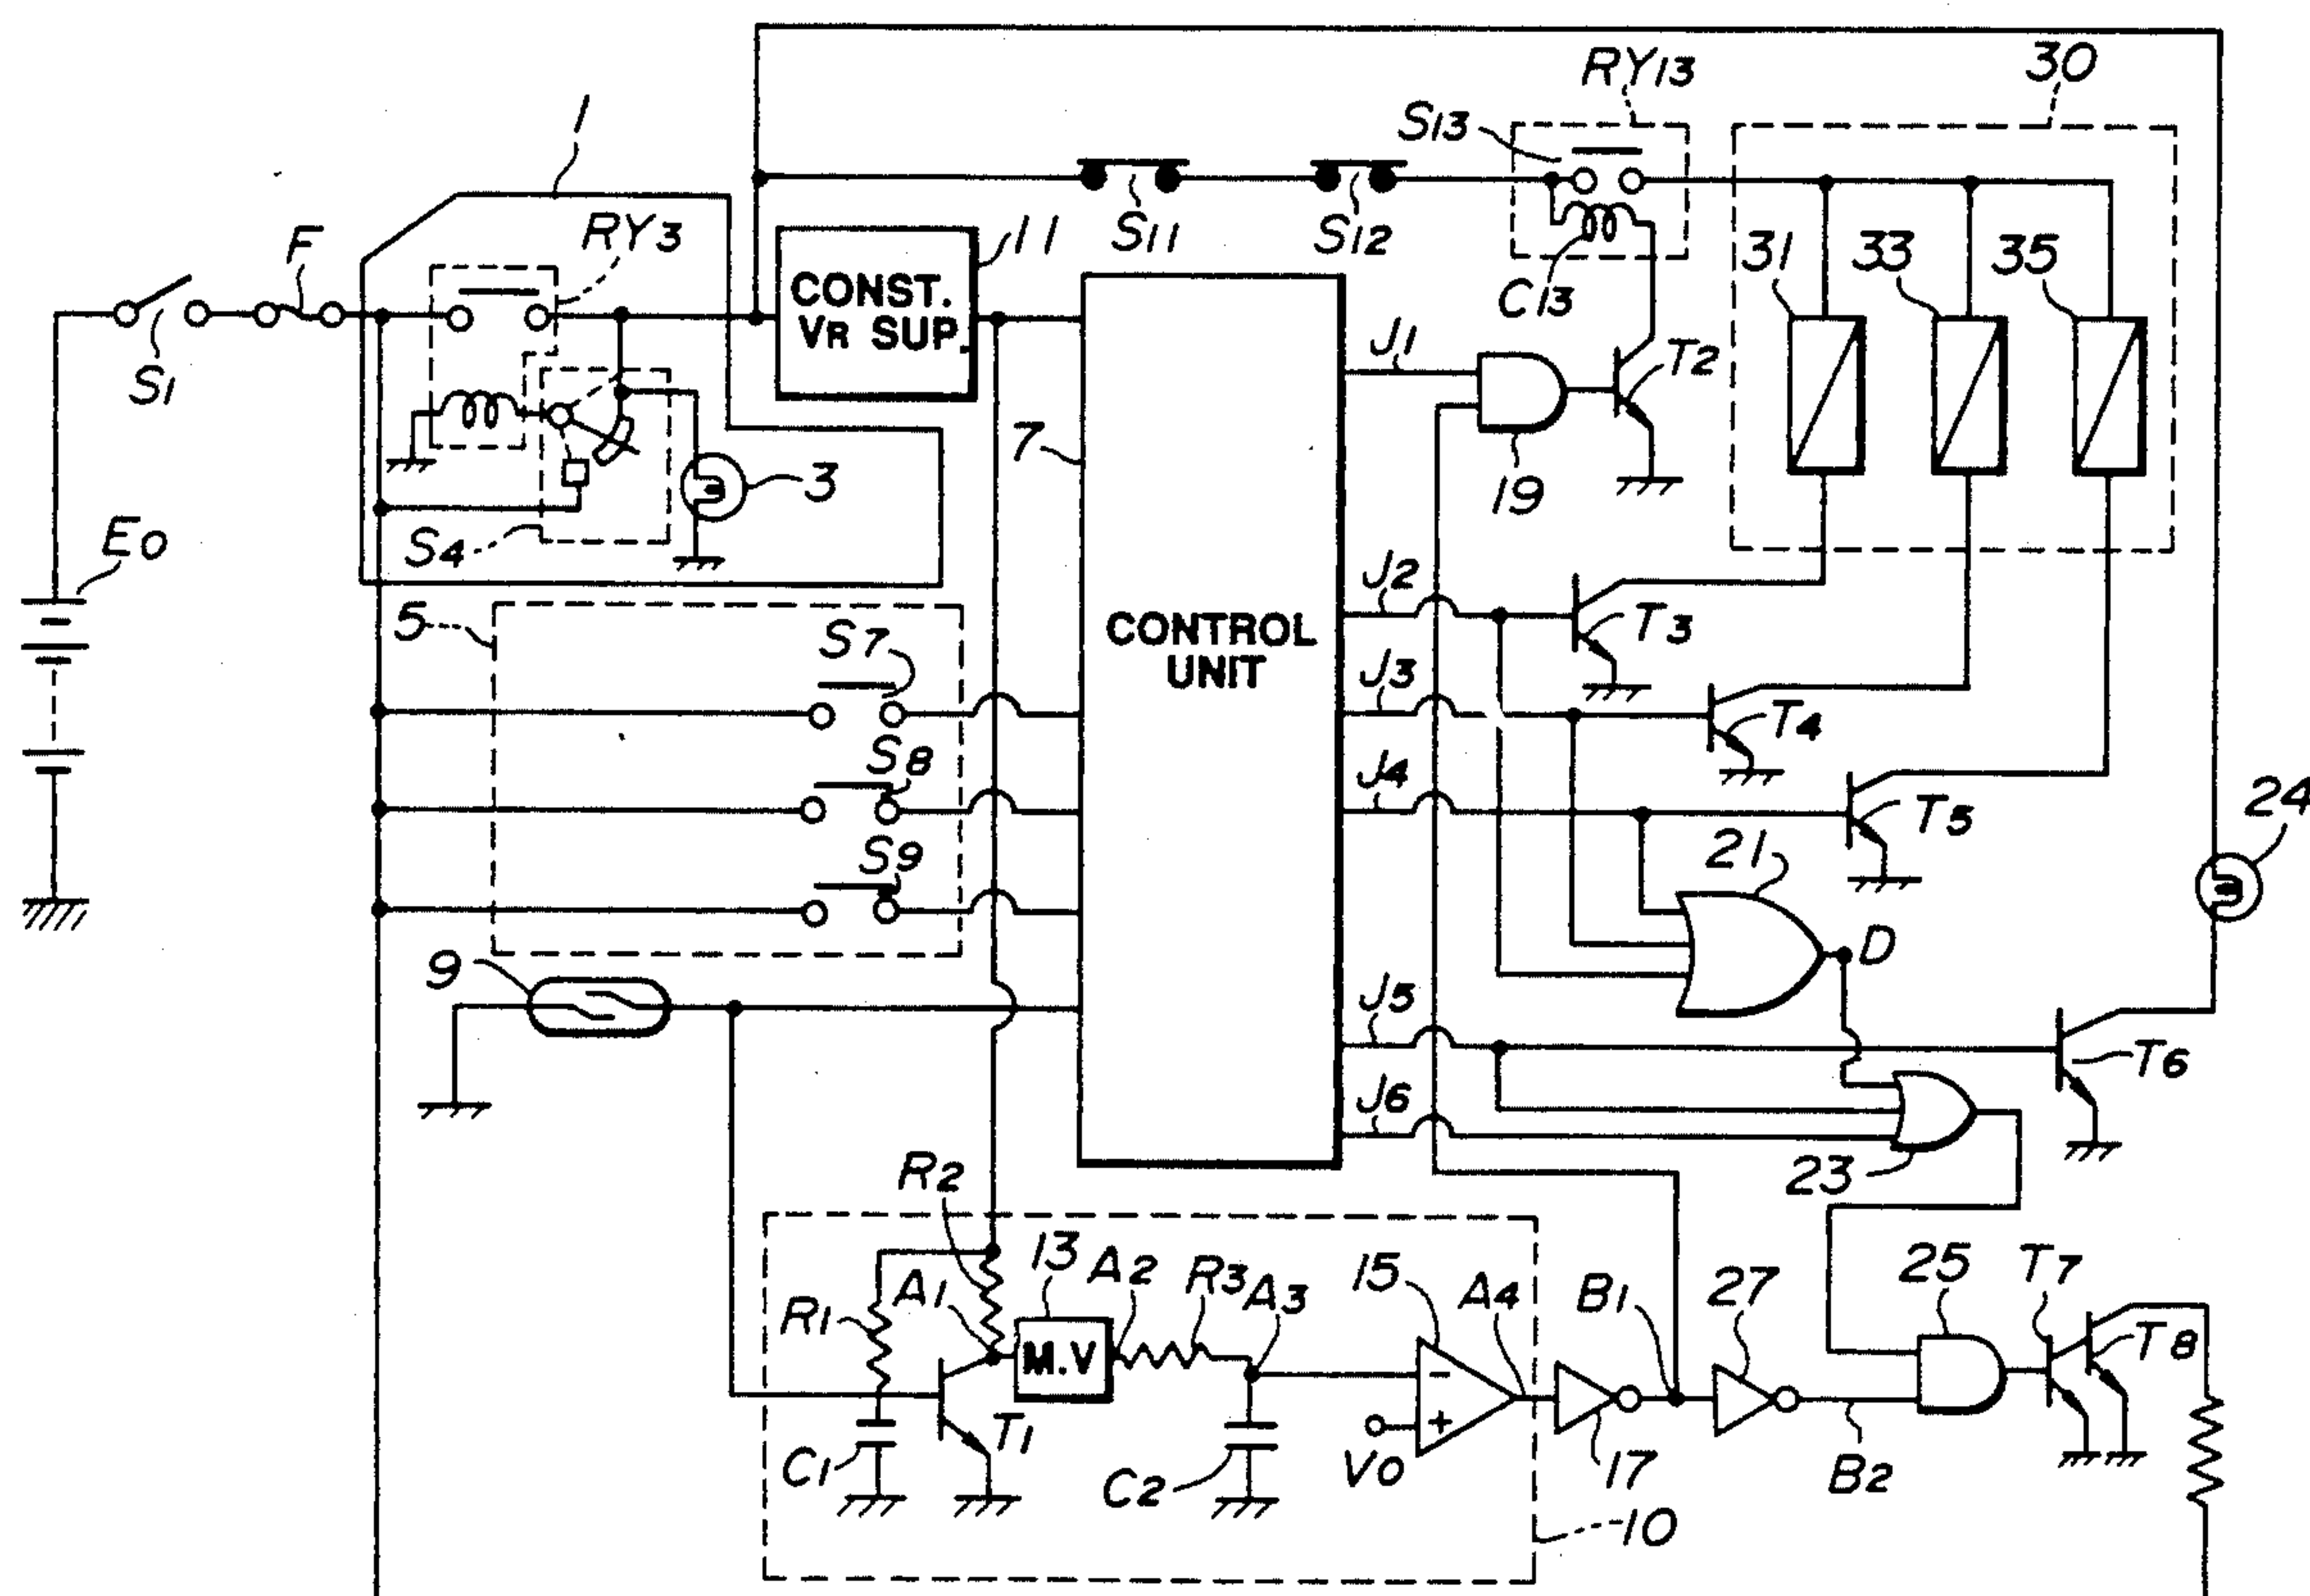 RY13
30
1
S13
F
RY3
11
S11
S12
C13
31
33
35
S1
CONST.
VR SUP.
J1
T2
7
3
19
E0
S4
J2
5
S7
CONTROL
UNIT
T3
J3
T4
S8
J4
T5
24
S9
21
9
D
J5
T6
J6
R2
23
13
A2
R3
A3
15
A4
B1
27
25
T7
A1
R1
M.V
T8
−
+
T1
C1
C2
V0
17
B2
10